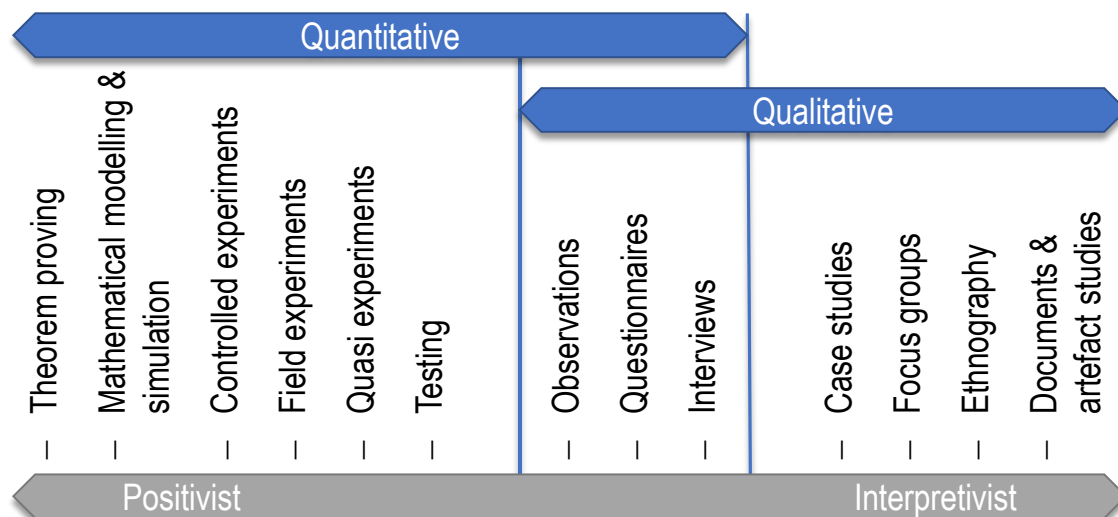 Quantitative
Qualitative
Theorem proving
Mathematical modelling &
simulation
Controlled experiments
Field experiments
Quasi experiments
Testing
Observations
Questionnaires
Interviews
Case studies
Focus groups
Ethnography
Documents &
artefact studies
Positivist
Interpretivist